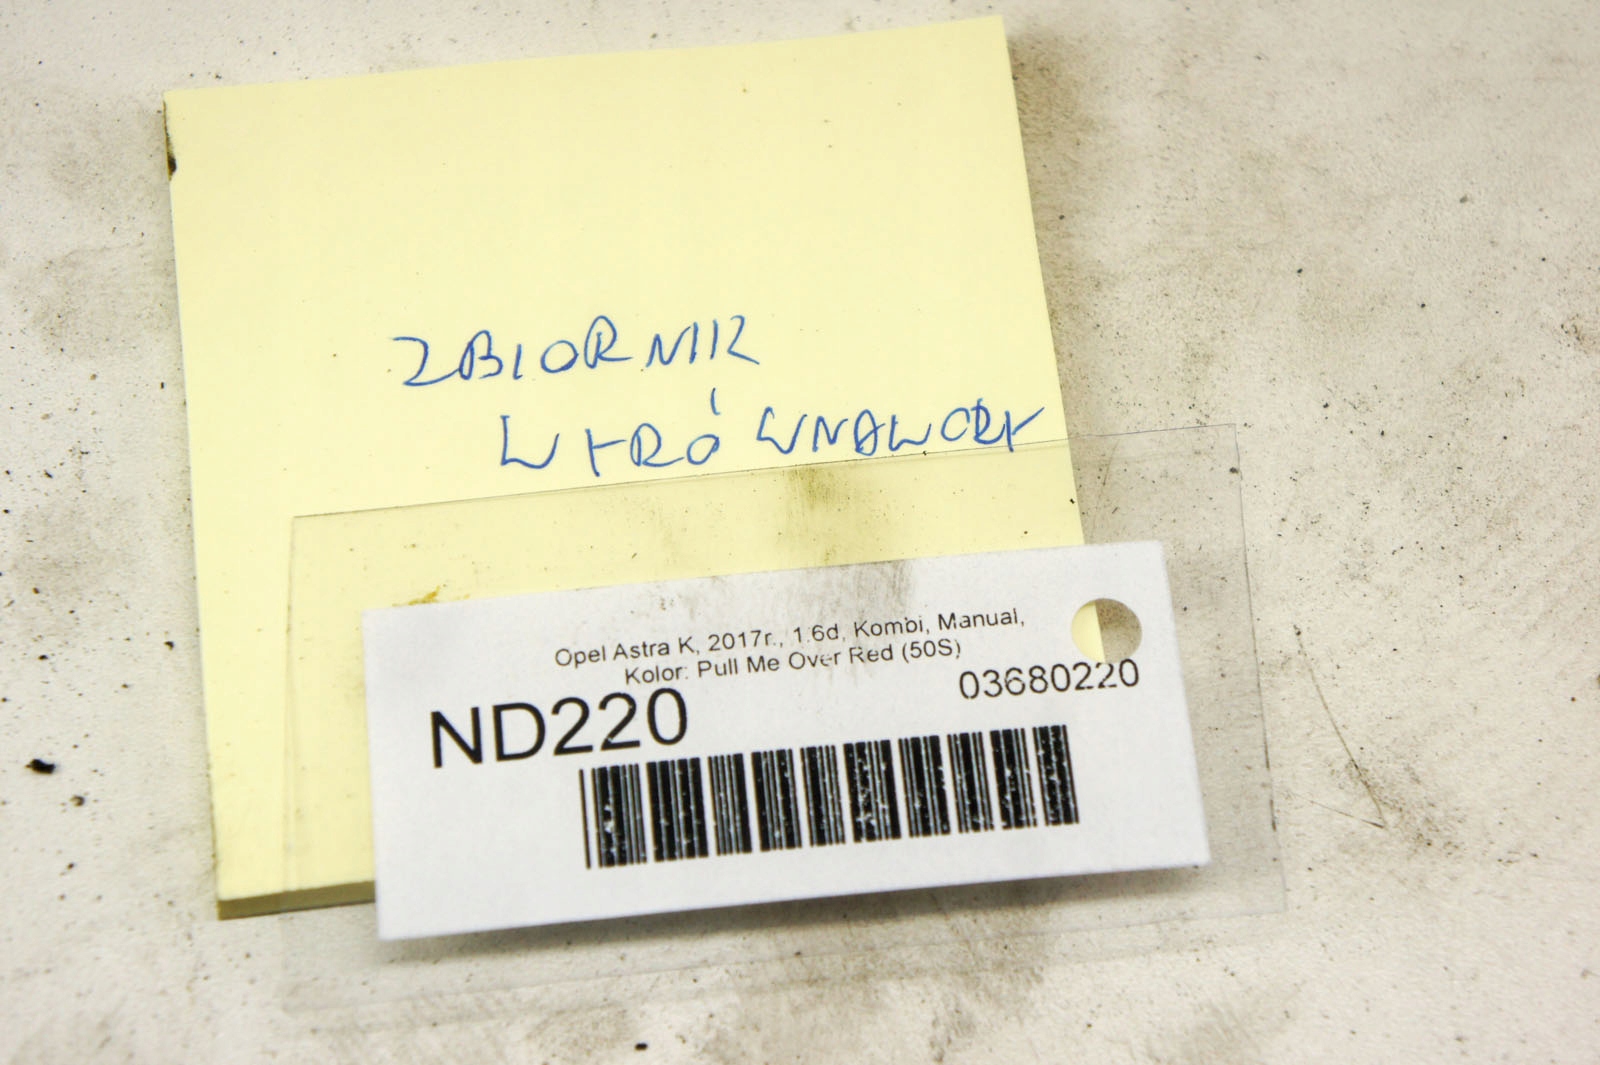 ZBIORNIK
WYRÓWNAWCZY
Opel Astra K, 2017r., 1.6d, Kombi, Manual,
Kolor: Pull Me Over Red (50S)
03680220
ND220